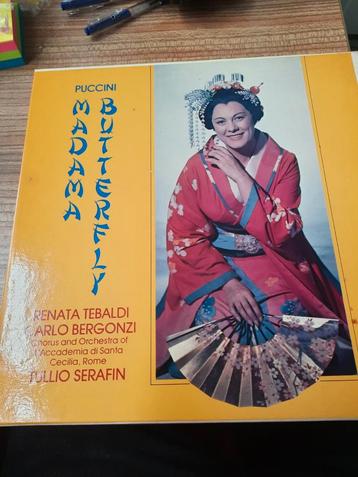 PUCCINI
MADAMA
BUTTERFLY
RENATA TEBALDI
CARLO BERGONZI
Chorus and Orchestra of
L'Accademia di Santa
Cecilia, Rome
TULLIO SERAFIN